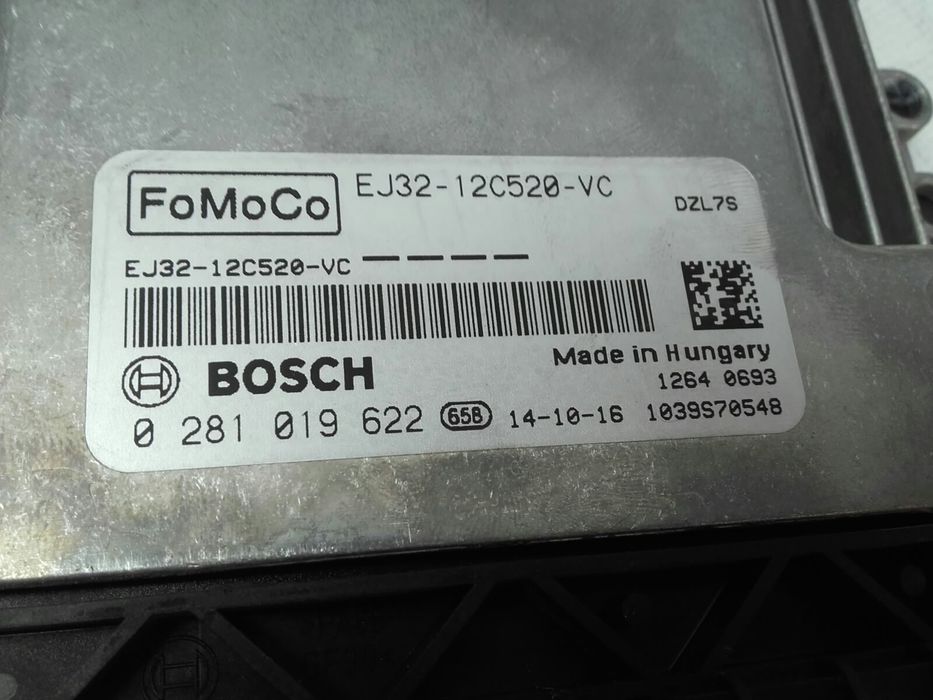 FoMoCo EJ32-12C520-VC DZL7S
EJ32-12C520-VC
BOSCH Made in Hungary
1264 0693
0 281 019 622 65B 14-10-16 1039S70548